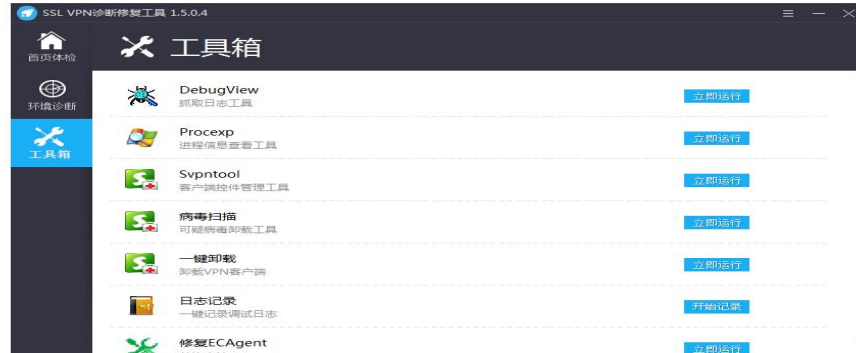 SSL VPN诊断修复工具 1.5.0.4
首页体检
工具箱
环境诊断
工具箱
DebugView
抓取日志工具
立即运行
Procexp
进程信息查看工具
立即运行
Svpntool
客户端控件管理工具
立即运行
病毒扫描
可疑病毒卸载工具
立即运行
一键卸载
卸载VPN客户端
立即运行
日志记录
一键记录调试日志
开始记录
修复ECAgent
立即运行